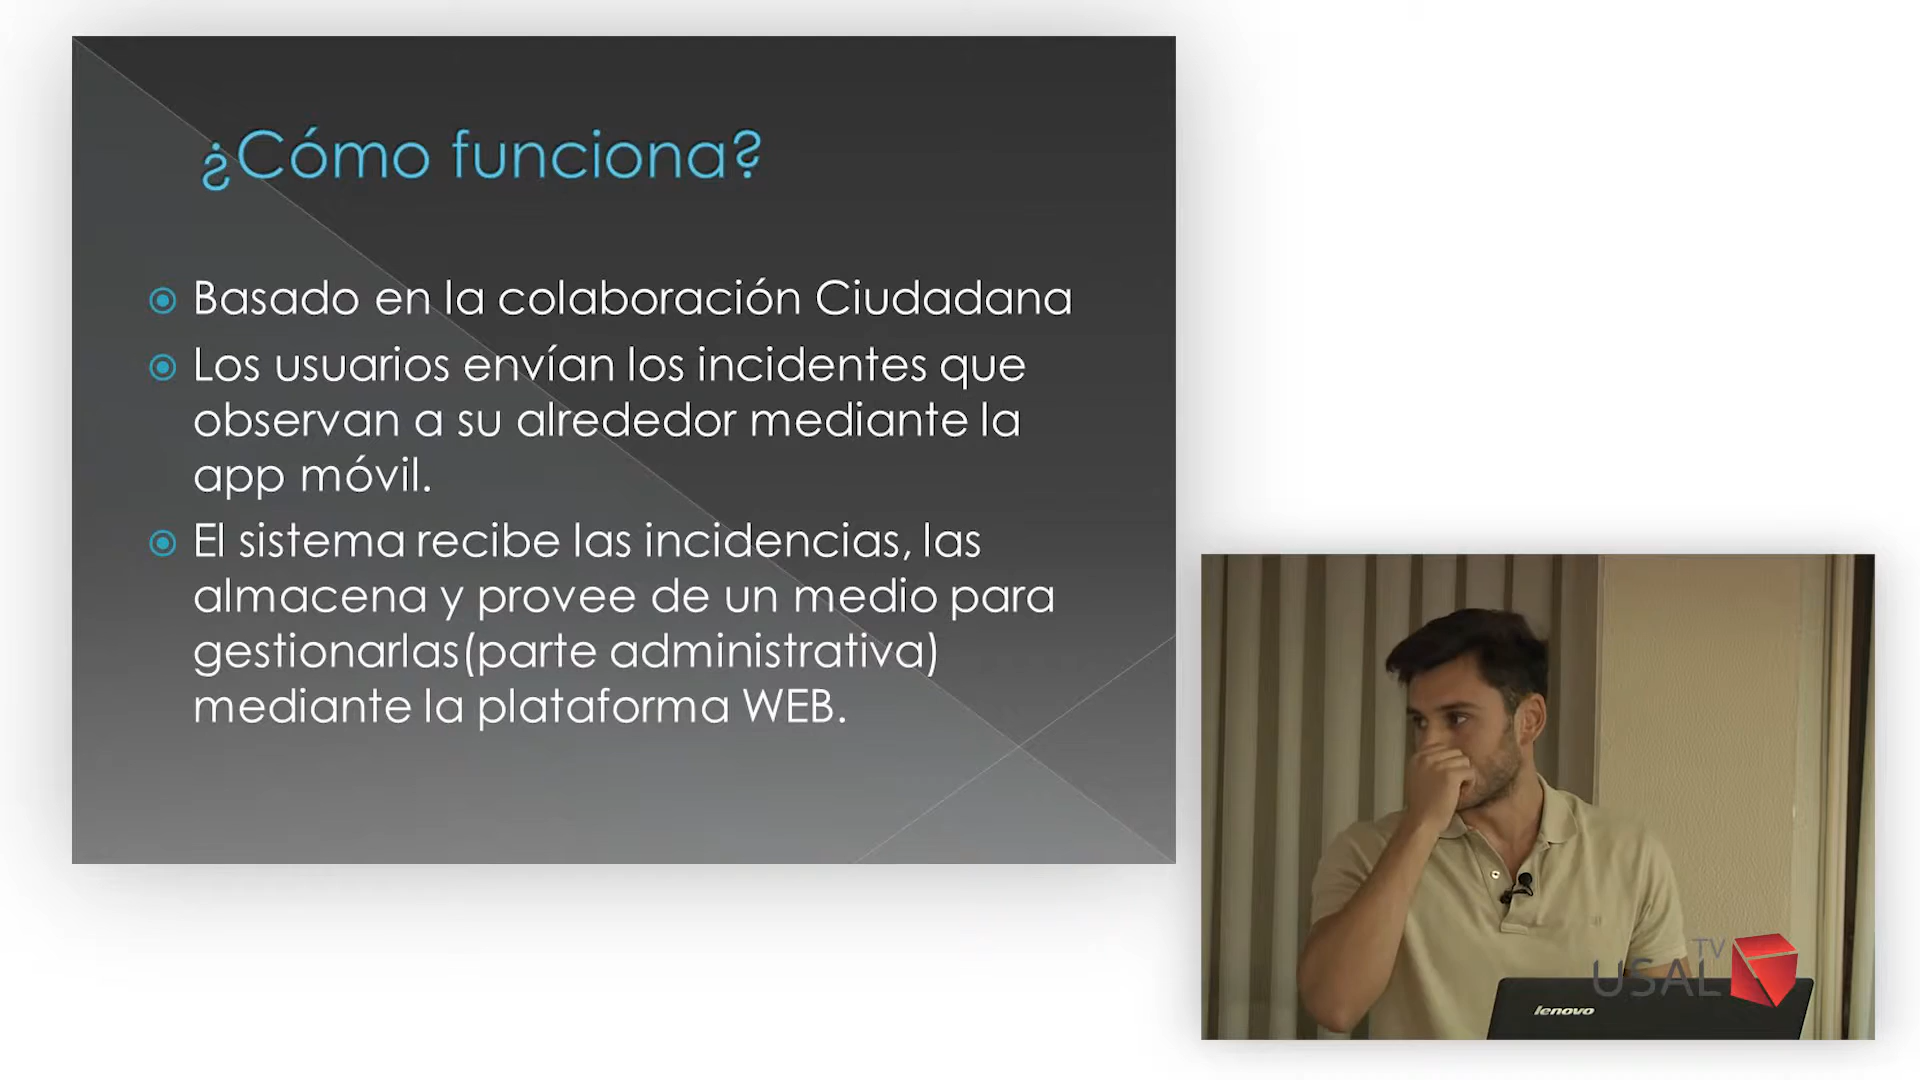 ¿Cómo funciona?
Basado en la colaboración Ciudadana
Los usuarios envían los incidentes que
observan a su alrededor mediante la
app móvil.
El sistema recibe las incidencias, las
almacena y provee de un medio para
gestionarlas(parte administrativa)
mediante la plataforma WEB.
TV
USAL
lenovo